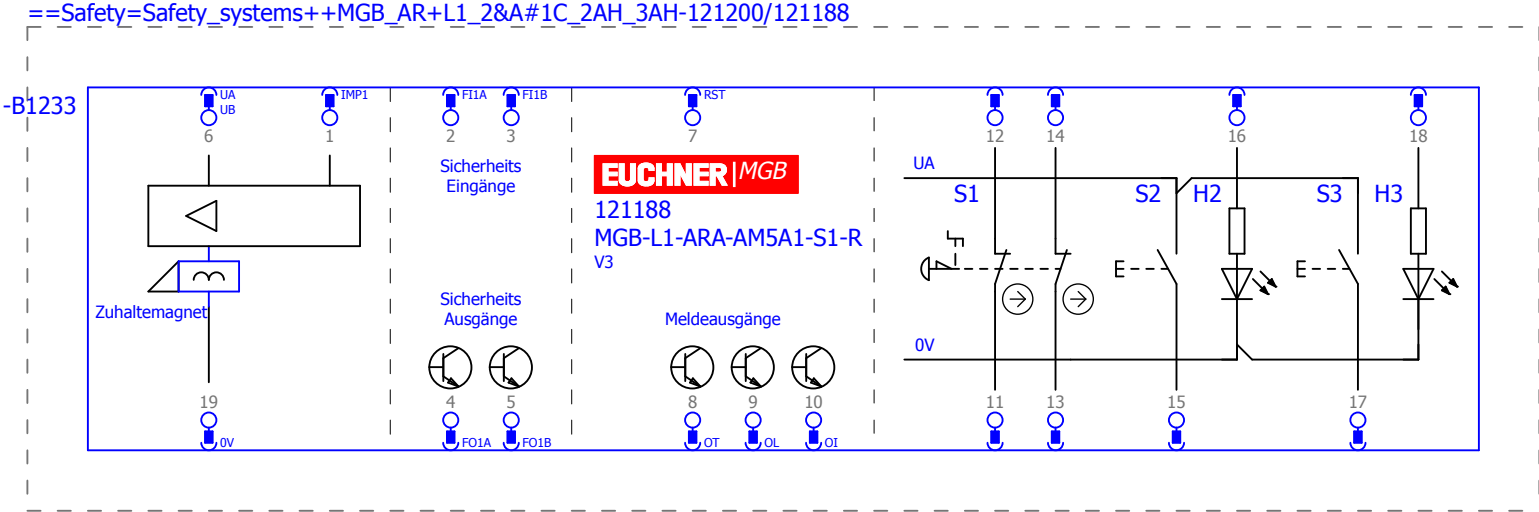 ==Safety=Safety_systems++MGB_AR+L1_2&A#1C_2AH_3AH-121200/121188
-B1233
UA
UB
IMP1
FI1A
FI1B
RST
6
1
2
3
7
12
14
16
18
Sicherheits
Eingänge
EUCHNER|MGB
121188
MGB-L1-ARA-AM5A1-S1-R
V3
UA
S1
S2
H2
S3
H3
Zuhaltemagnet
Sicherheits
Ausgänge
Meldeausgänge
0V
19
4
5
8
9
10
11
13
15
17
0V
FO1A
FO1B
OT
OL
OI